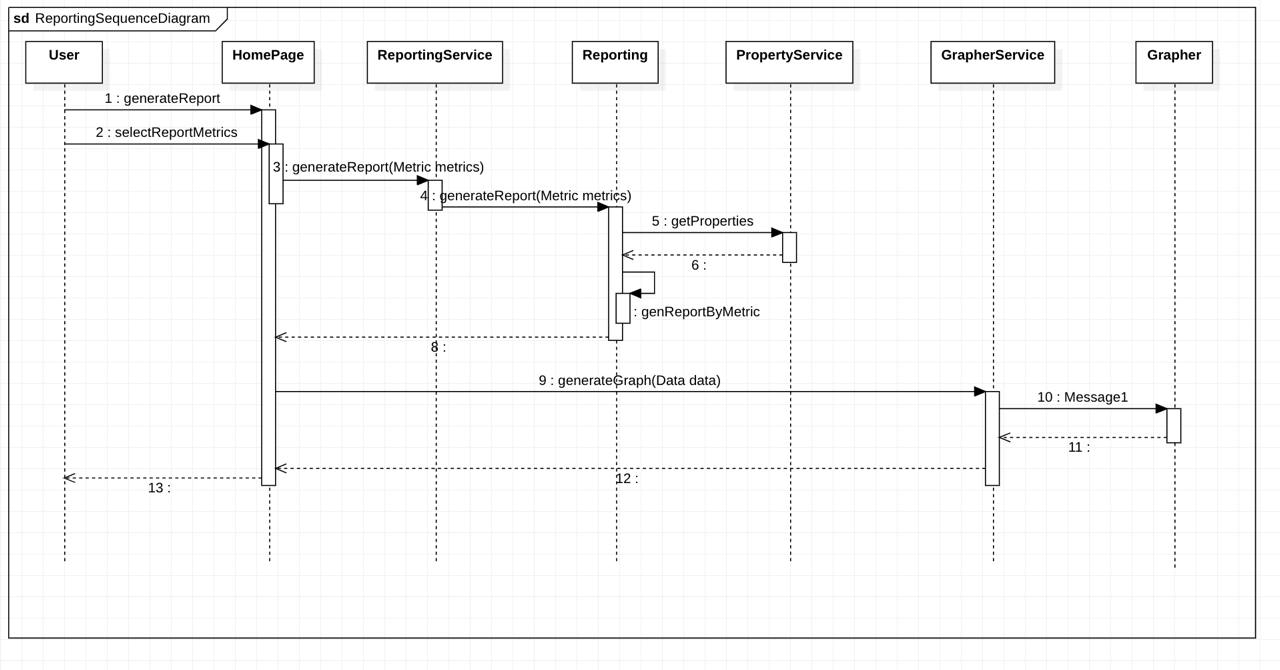 sd ReportingSequenceDiagram
User
HomePage
ReportingService
Reporting
PropertyService
GrapherService
Grapher
1 : generateReport
2 : selectReportMetrics
3 : generateReport(Metric metrics)
4 : generateReport(Metric metrics)
5 : getProperties
6 :
: genReportByMetric
8 :
9 : generateGraph(Data data)
10 : Message1
11 :
12 :
13 :